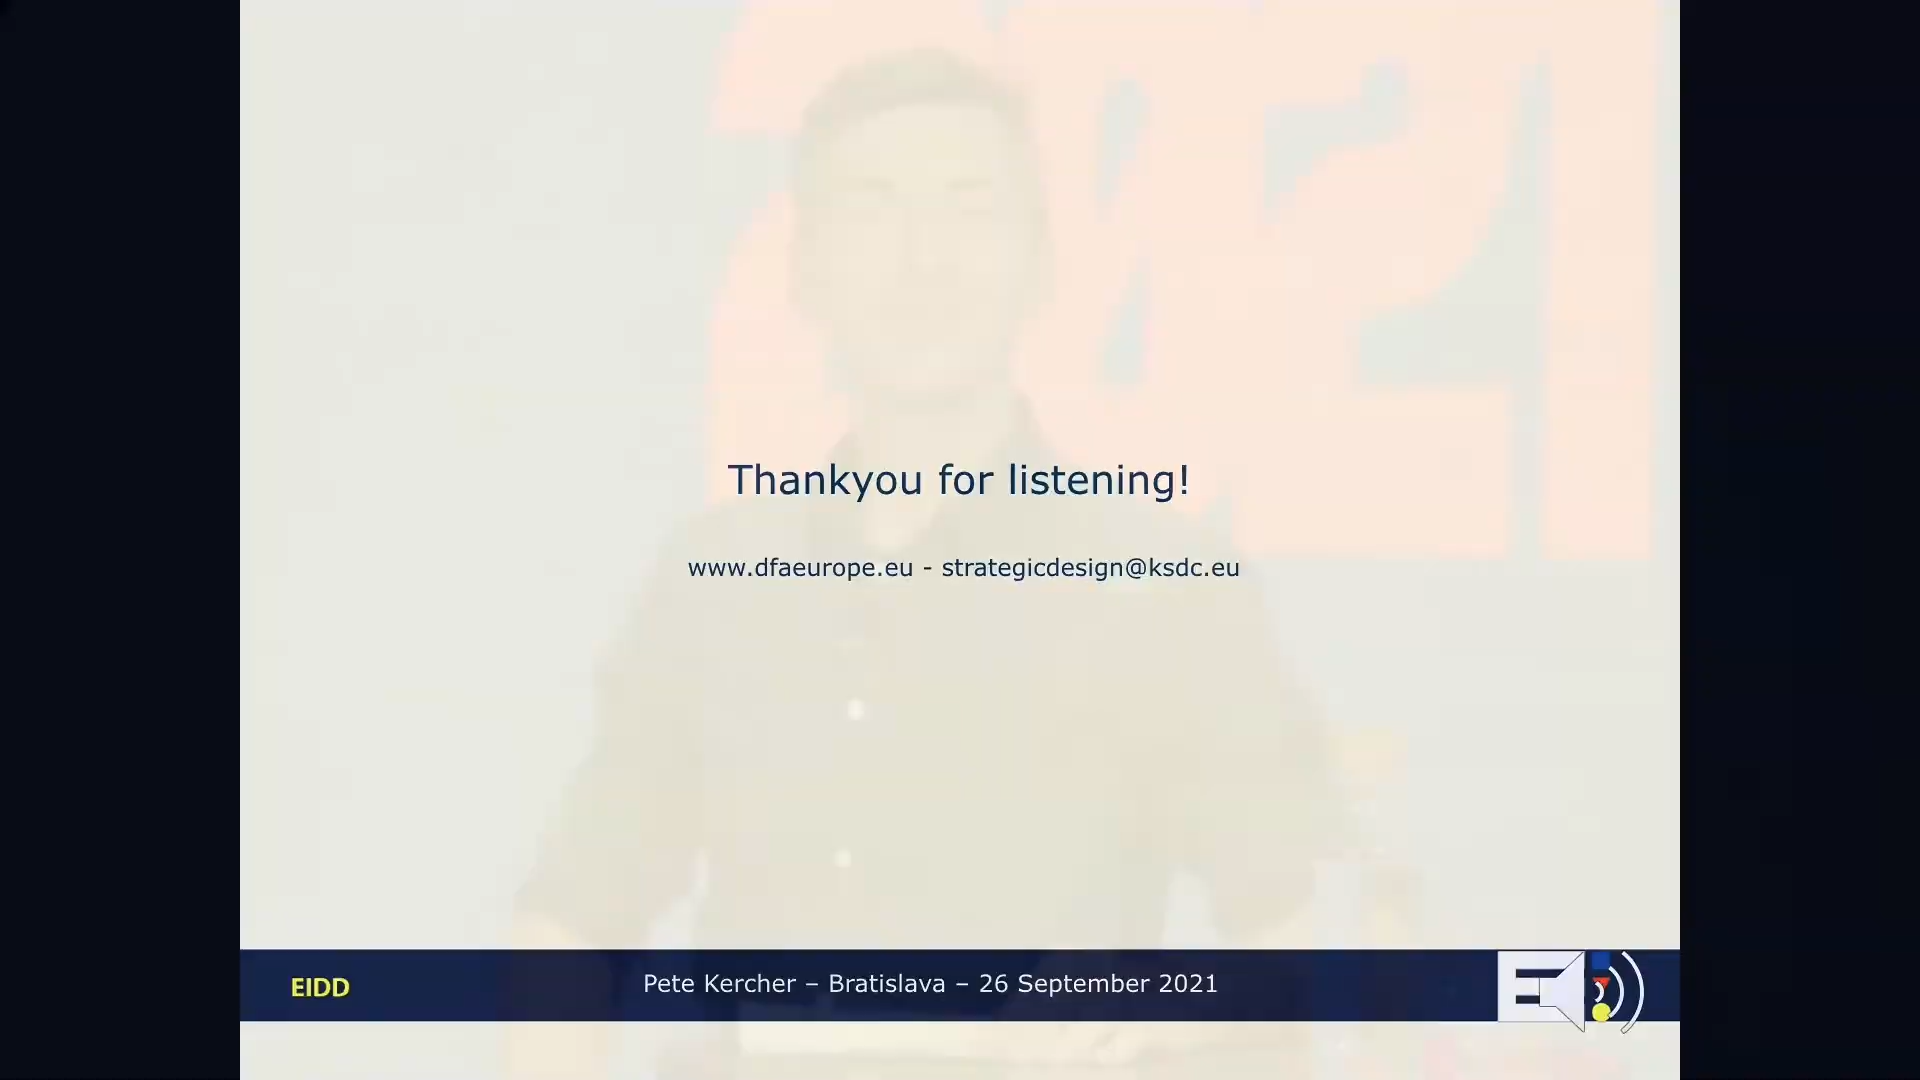 Thankyou for listening!
www.dfaeurope.eu - strategicdesign@ksdc.eu
EIDD
Pete Kercher – Bratislava – 26 September 2021